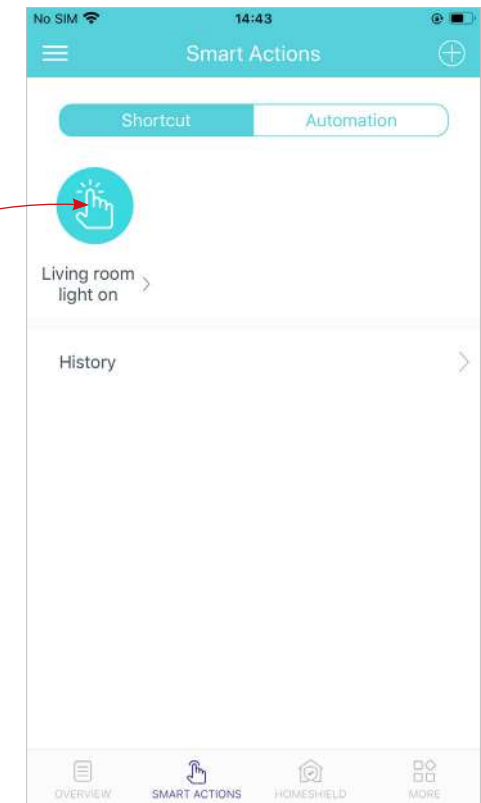 No SIM 14:43
Smart Actions
Shortcut Automation
Living room
light on
History
OVERVIEW SMART ACTIONS HOMESHIELD MORE